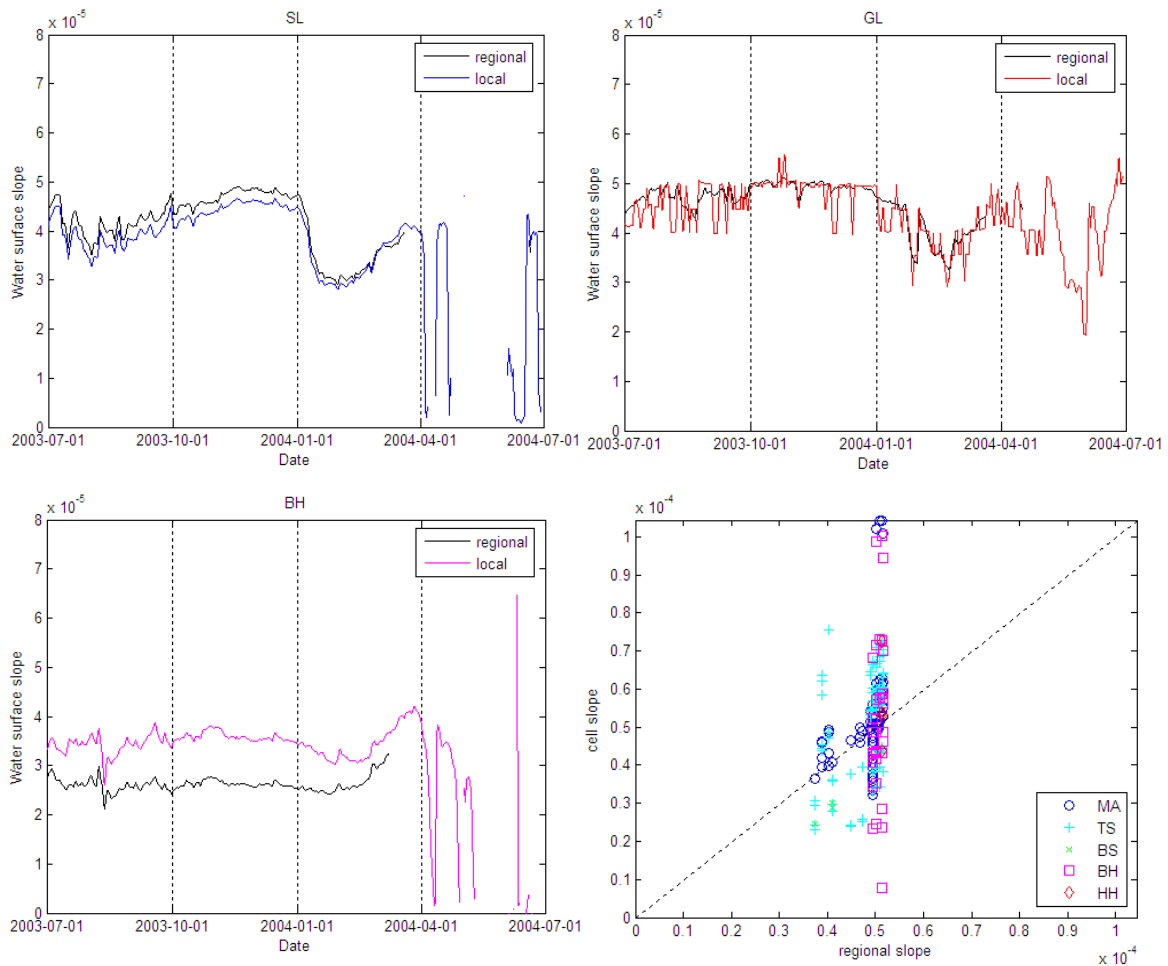 SL
x 10⁻⁵
8
7
6
5
4
3
2
1
0
Water surface slope
regional
local
2003-07-01 2003-10-01 2004-01-01 2004-04-01 2004-07-01
Date
GL
x 10⁻⁵
8
7
6
5
4
3
2
1
0
Water surface slope
regional
local
2003-07-01 2003-10-01 2004-01-01 2004-04-01 2004-07-01
Date
BH
x 10⁻⁵
8
7
6
5
4
3
2
1
0
Water surface slope
regional
local
2003-07-01 2003-10-01 2004-01-01 2004-04-01 2004-07-01
Date
x 10⁻⁴
1
0.9
0.8
0.7
0.6
0.5
0.4
0.3
0.2
0.1
0
cell slope
MA
TS
BS
BH
HH
0 0.1 0.2 0.3 0.4 0.5 0.6 0.7 0.8 0.9 1
regional slope
x 10⁻⁴